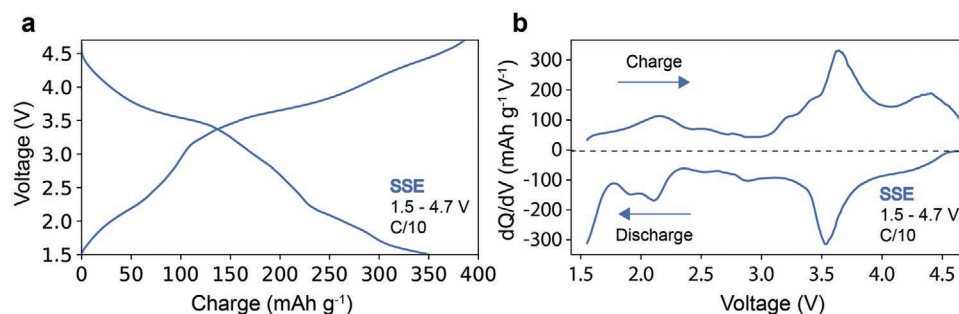 a
4.5
4.0
3.5
3.0
2.5
2.0
1.5
Voltage (V)
SSE
1.5 - 4.7 V
C/10
0 50 100 150 200 250 300 350 400
Charge (mAh g⁻¹)
b
300
200
100
0
-100
-200
-300
dQ/dV (mAh g⁻¹ V⁻¹)
Charge
Discharge
SSE
1.5 - 4.7 V
C/10
1.5 2.0 2.5 3.0 3.5 4.0 4.5
Voltage (V)